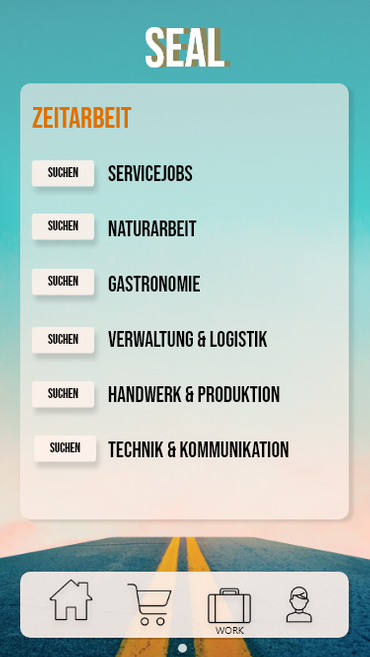 SEAL
ZEITARBEIT
SUCHEN SERVICEJOBS
SUCHEN NATURARBEIT
SUCHEN GASTRONOMIE
SUCHEN VERWALTUNG & LOGISTIK
SUCHEN HANDWERK & PRODUKTION
SUCHEN TECHNIK & KOMMUNIKATION
WORK